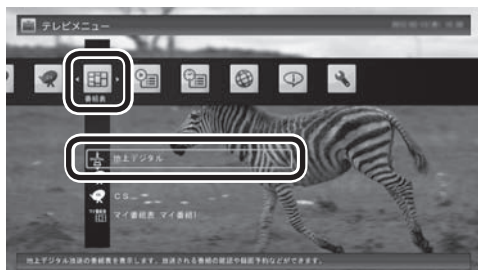 テレビメニュー
番組表
地上デジタル
CS
マイ番組表 マイ番組1
地上デジタル放送の番組表を表示します。放送される番組の確認や録画予約などができます。